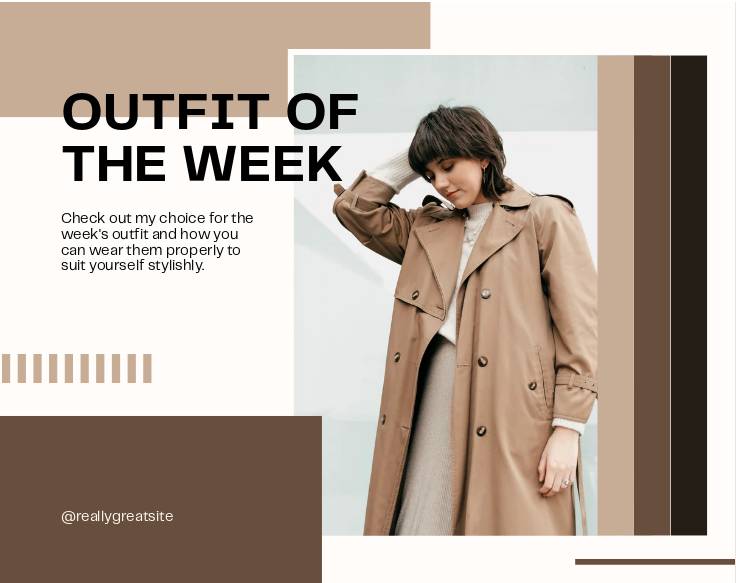 OUTFIT OF
THE WEEK
Check out my choice for the
week's outfit and how you
can wear them properly to
suit yourself stylishly.
@reallygreatsite